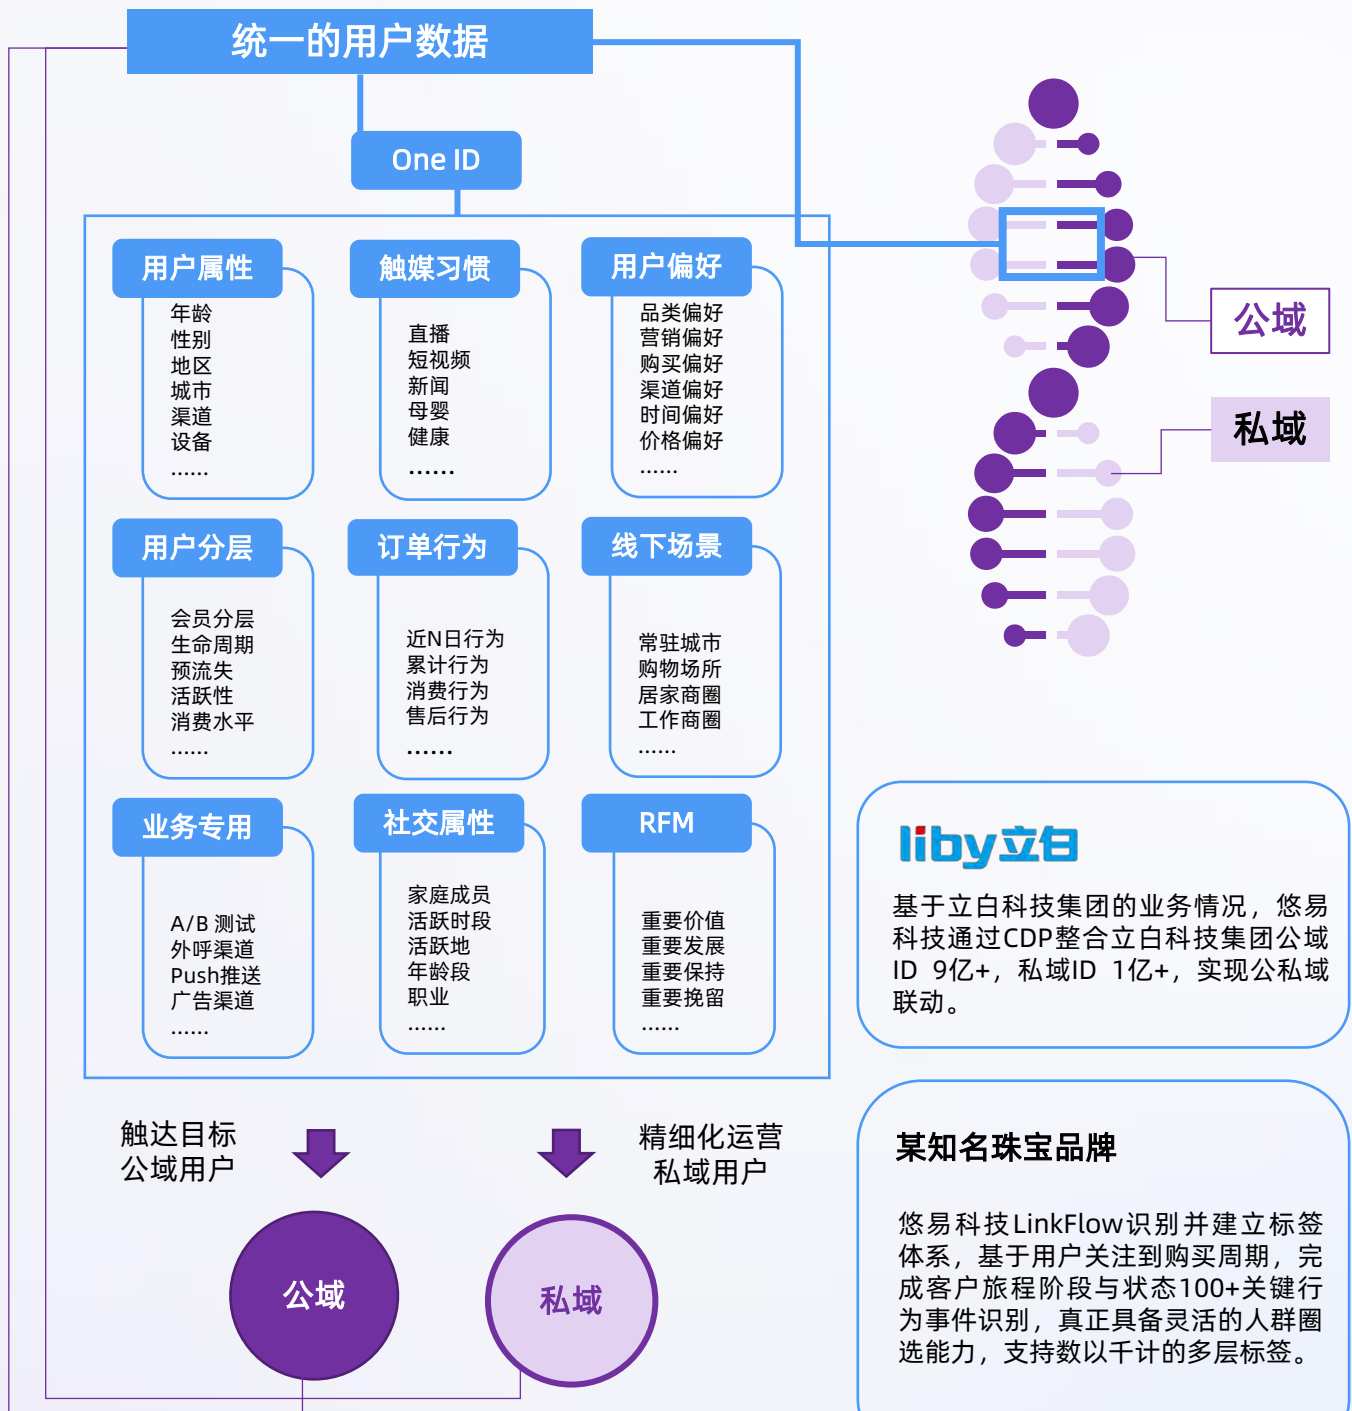 统一的用户数据
One ID
用户属性
年龄
性别
地区
城市
渠道
设备
......
触媒习惯
直播
短视频
新闻
母婴
健康
......
用户偏好
品类偏好
营销偏好
购买偏好
渠道偏好
时间偏好
价格偏好
......
用户分层
会员分层
生命周期
预流失
活跃性
消费水平
......
订单行为
近N日行为
累计行为
消费行为
售后行为
......
线下场景
常驻城市
购物场所
居家商圈
工作商圈
......
业务专用
A/B 测试
外呼渠道
Push推送
广告渠道
......
社交属性
家庭成员
活跃时段
活跃地
年龄段
职业
......
RFM
重要价值
重要发展
重要保持
重要挽留
......
触达目标
公域用户
精细化运营
私域用户
公域
私域
公域
私域
liby立白
基于立白科技集团的业务情况，悠易
科技通过CDP整合立白科技集团公域
ID 9亿+，私域ID 1亿+，实现公私域
联动。
某知名珠宝品牌
悠易科技LinkFlow识别并建立标签
体系，基于用户关注到购买周期，完
成客户旅程阶段与状态100+关键行
为事件识别，真正具备灵活的人群圈
选能力，支持数以千计的多层标签。